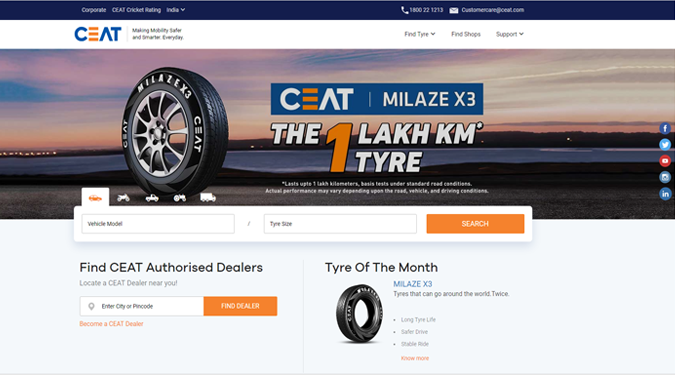 Corporate CEAT Cricket Rating India 1800 22 1213 Customercare@ceat.com
CEAT Making Mobility Safer
and Smarter. Everyday.
Find Tyre Find Shops Support
MILAZE X3
CEAT
CEAT MILAZE X3
THE 1 LAKH KM*
TYRE
*Lasts upto 1 lakh kilometers, basis tests under standard road conditions.
Actual performance may vary depending upon the road, vehicle, and driving conditions.
Vehicle Model / Tyre Size SEARCH
Find CEAT Authorised Dealers
Locate a CEAT Dealer near you!
Enter City or Pincode FIND DEALER
Become a CEAT Dealer
Tyre Of The Month
MILAZE X3
Tyres that can go around the world.Twice.
Long Tyre Life
Safer Drive
Stable Ride
Know more